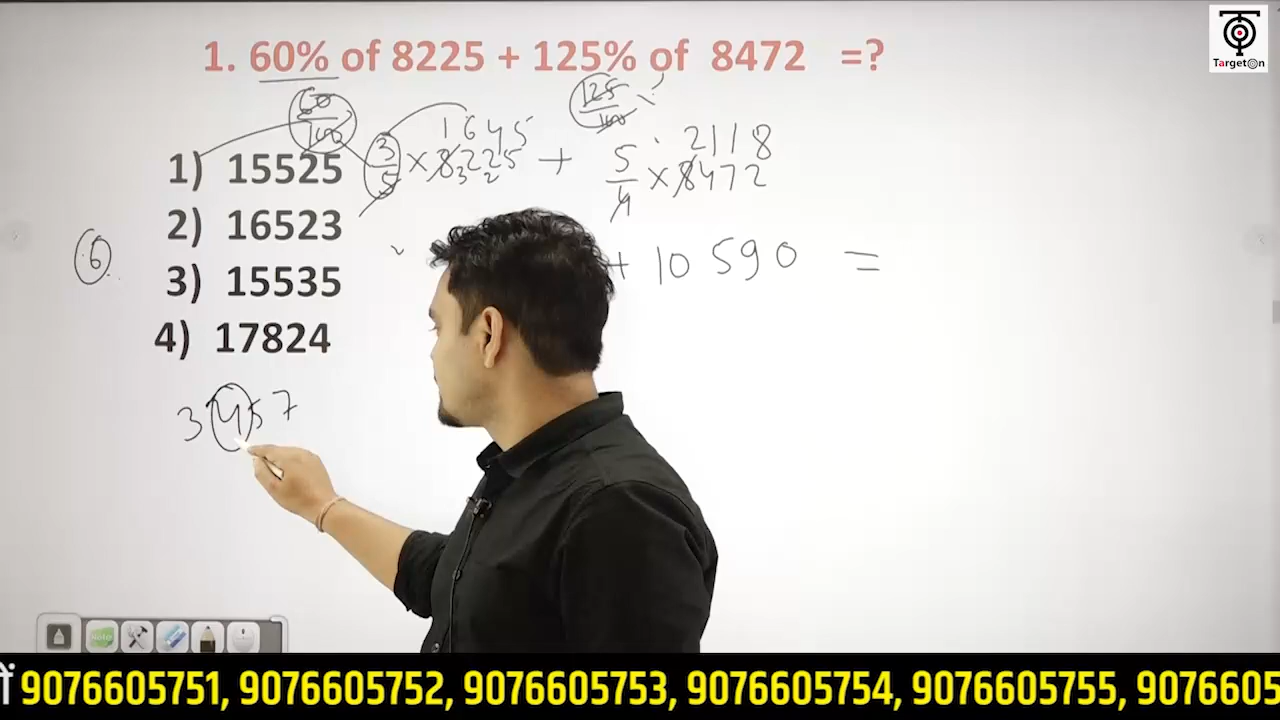 1. 60% of 8225 + 125% of 8472 =?
TargetOn
60/100
125/100
1645
2118
3/5 × 8225 + 5/4 × 8472
1) 15525
2) 16523
3) 15535
4) 17824
6
+ 10590 =
3457
9076605751, 9076605752, 9076605753, 9076605754, 9076605755, 9076605